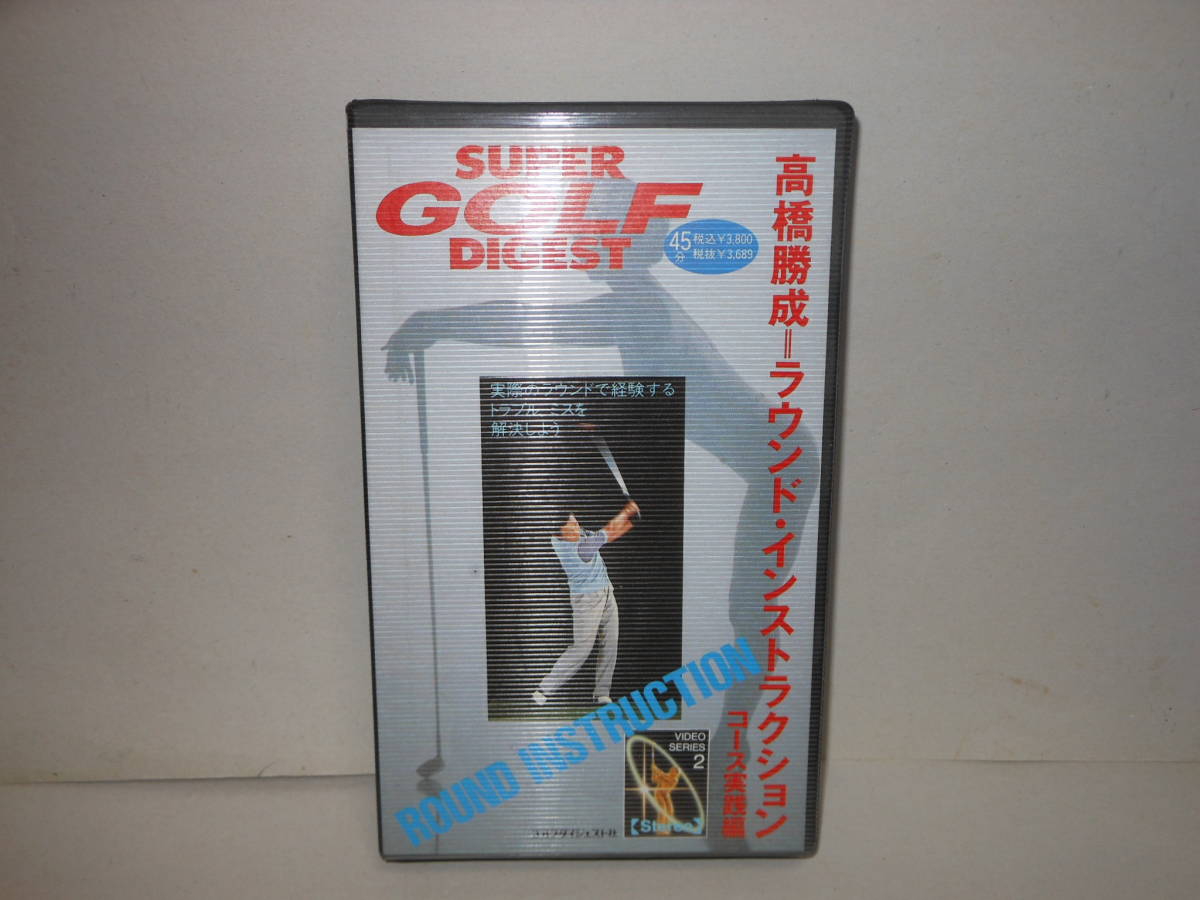 SUPER
GOLF
DIGEST
45分
税込¥3,800
税抜¥3,689
高橋勝成=ラウンド・インストラクション
コース実践編
実際のラウンドで経験する
トラブル・ミスを
解決しよう
ROUND INSTRUCTION
VIDEO
SERIES
2
【Stereo】
ゴルフダイジェスト社